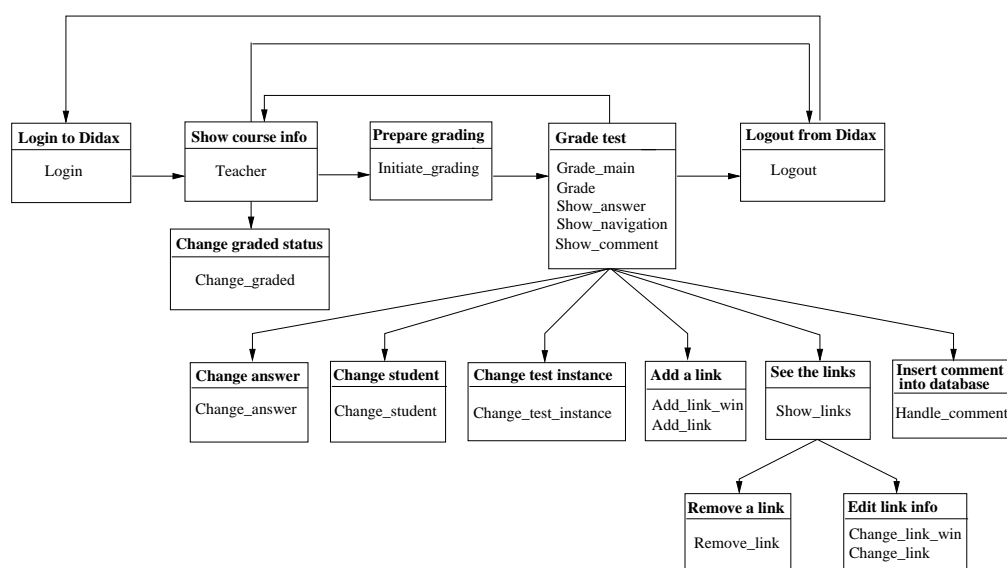 Login to Didax
Login
Show course info
Teacher
Prepare grading
Initiate_grading
Grade test
Grade_main
Grade
Show_answer
Show_navigation
Show_comment
Logout from Didax
Logout
Change graded status
Change_graded
Change answer
Change_answer
Change student
Change_student
Change test instance
Change_test_instance
Add a link
Add_link_win
Add_link
See the links
Show_links
Insert comment
into database
Handle_comment
Remove a link
Remove_link
Edit link info
Change_link_win
Change_link